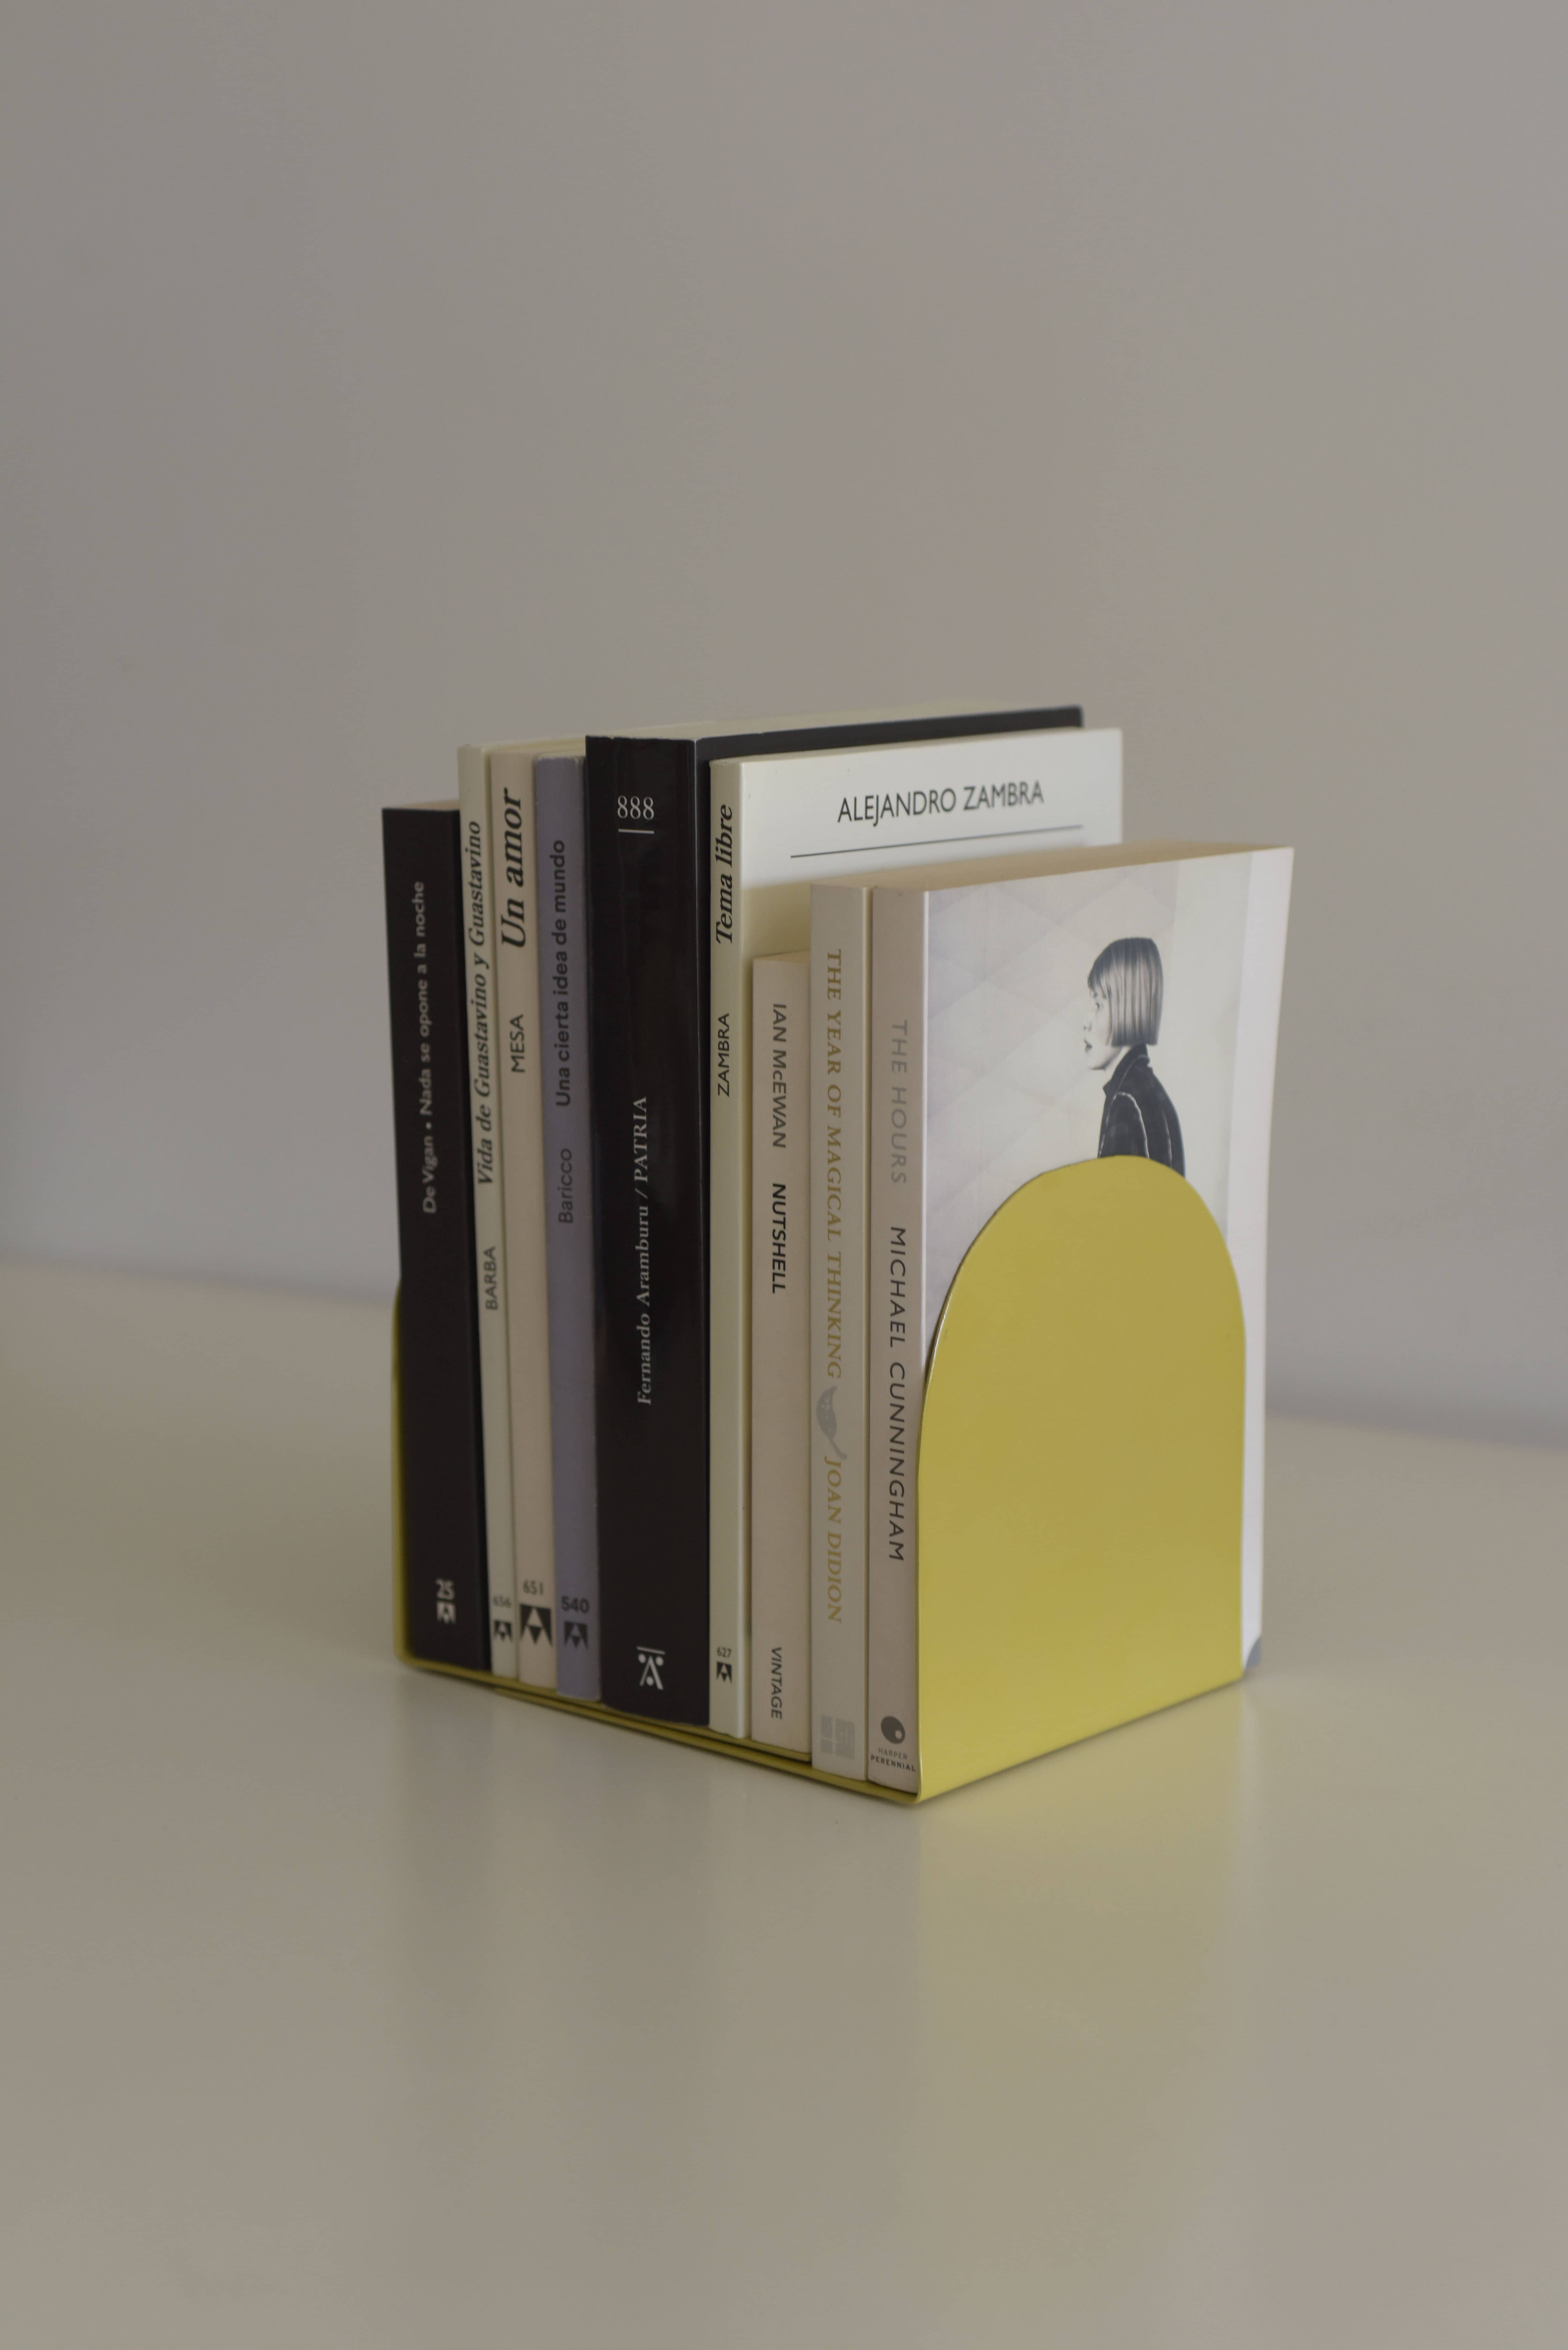 De Vigan • Nada se opone a la noche
25
BARBA Vida de Guastavino y Guastavino
656
MESA Un amor
651
Baricco Una cierta idea de mundo
540
888
Fernando Aramburu / PATRIA
ZAMBRA Tema libre
627
ALEJANDRO ZAMBRA
IAN McEWAN NUTSHELL
VINTAGE
THE YEAR OF MAGICAL THINKING JOAN DIDION
THE HOURS MICHAEL CUNNINGHAM
HARPER
PERENNIAL